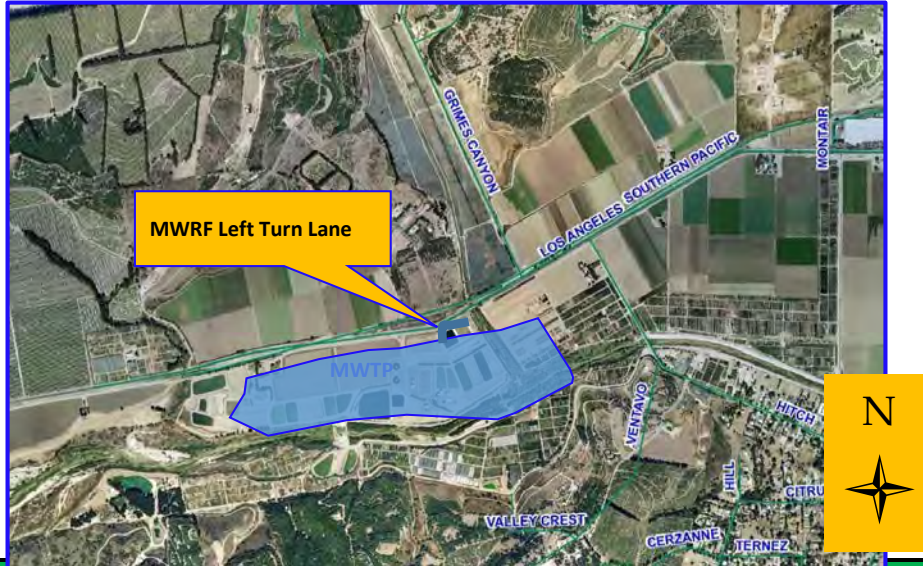 GRIMES CANYON
MONTAIR
LOS ANGELES SOUTHERN PACIFIC
MWRF Left Turn Lane
MWTP
VENTAVO
HITCH
N
HILL
CITRU
VALLEY CREST
CERZANNE
TERNEZ